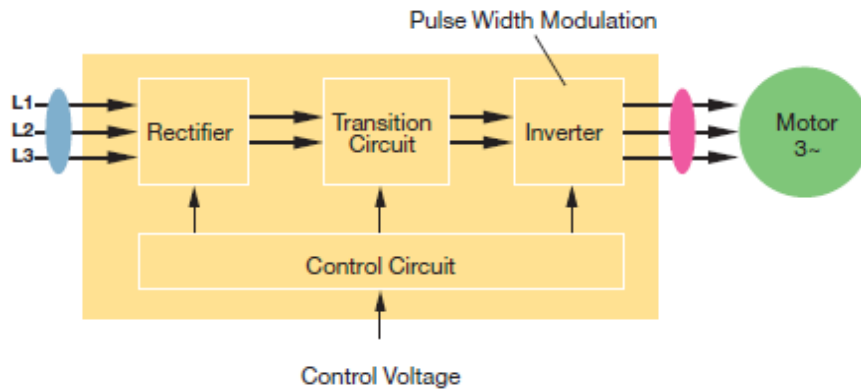 Pulse Width Modulation
L1
L2
L3
Rectifier
Transition
Circuit
Inverter
Motor
3~
Control Circuit
Control Voltage